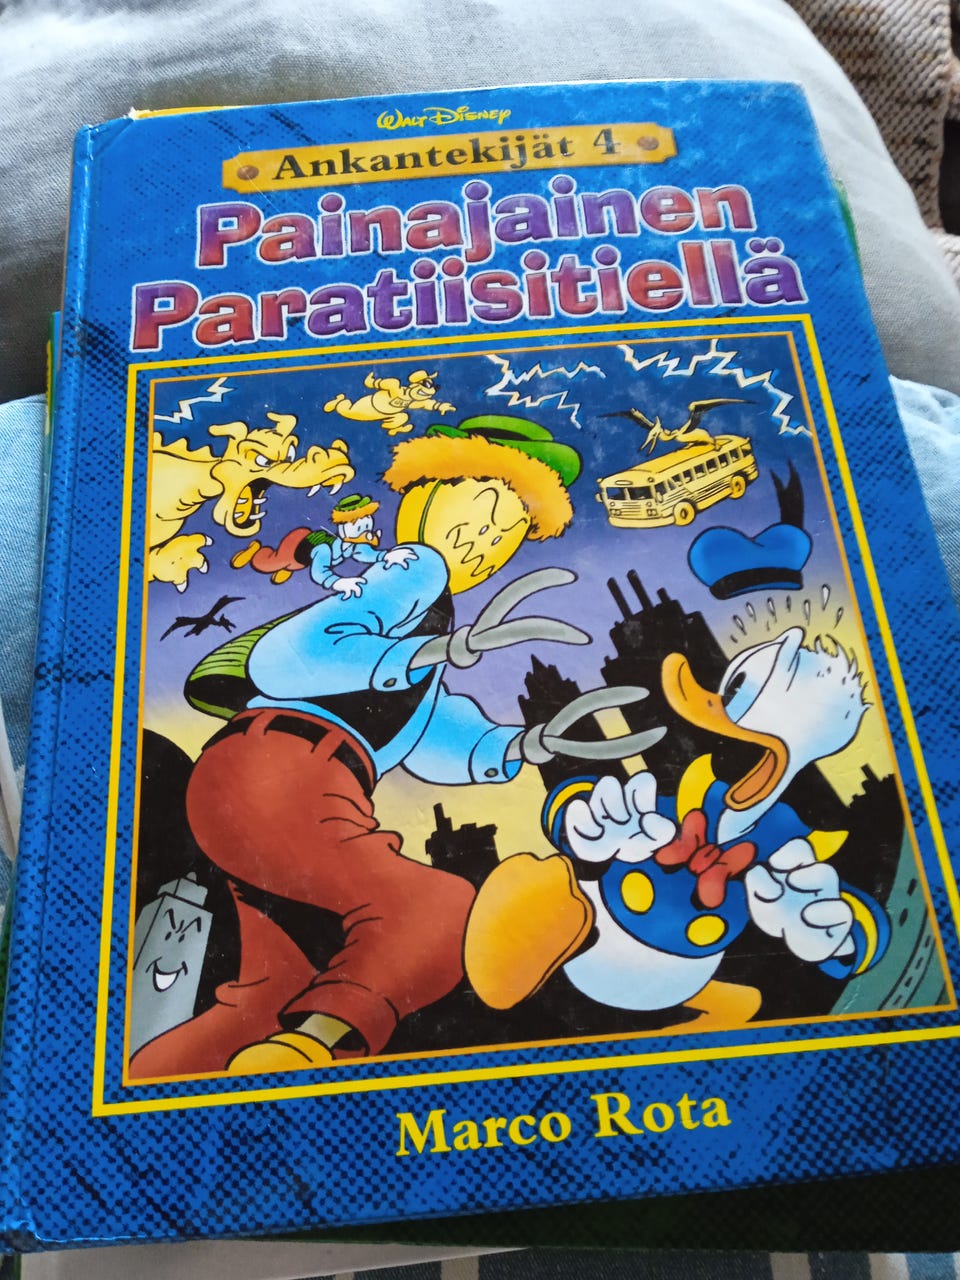 Walt Disney
Ankantekijät 4
Painajainen
Paratiisitiellä
Marco Rota